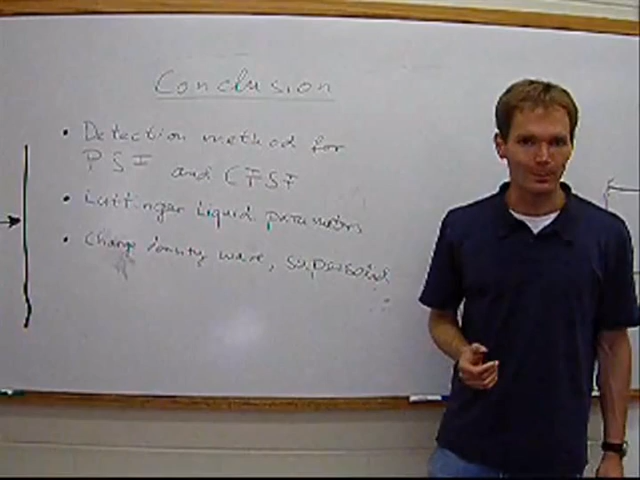 Conclusion
• Detection method for
PSI and CFSF
• Luttinger Liquid parameters
• Charge density wave, supersolid